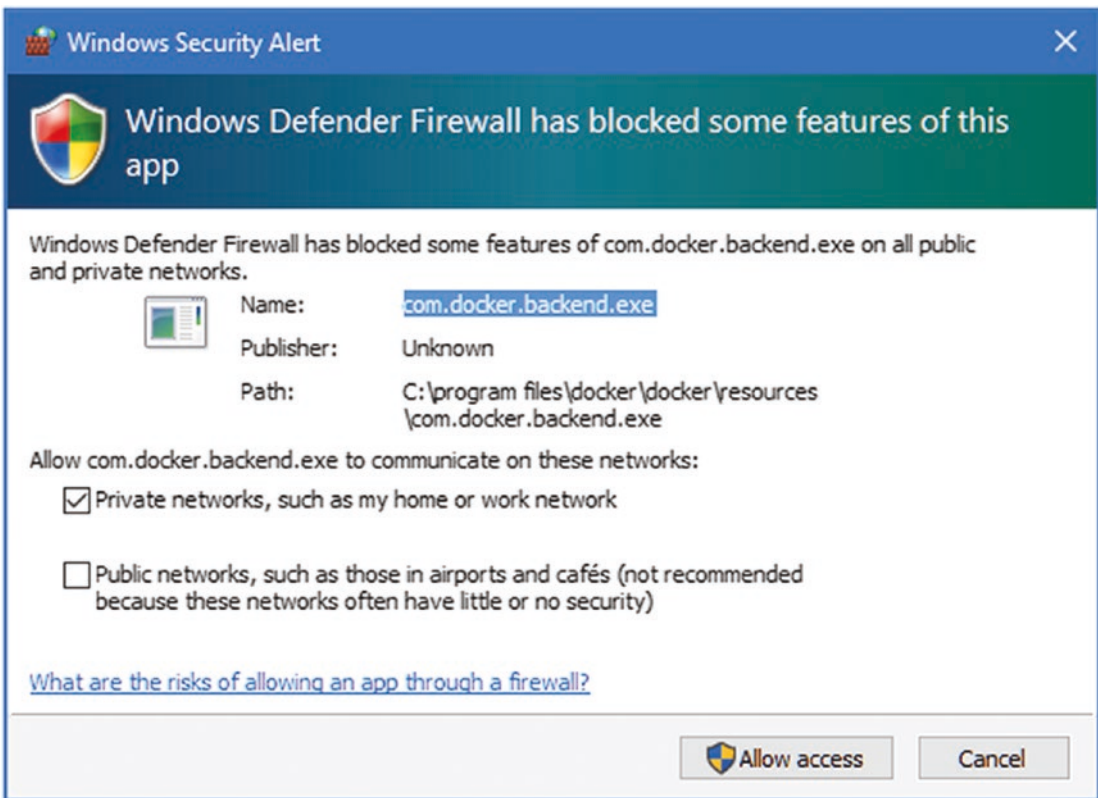 Windows Security Alert
Windows Defender Firewall has blocked some features of this
app
Windows Defender Firewall has blocked some features of com.docker.backend.exe on all public
and private networks.
Name: com.docker.backend.exe
Publisher: Unknown
Path: C:\program files\docker\docker\resources
\com.docker.backend.exe
Allow com.docker.backend.exe to communicate on these networks:
Private networks, such as my home or work network
Public networks, such as those in airports and cafés (not recommended
because these networks often have little or no security)
What are the risks of allowing an app through a firewall?
Allow access Cancel